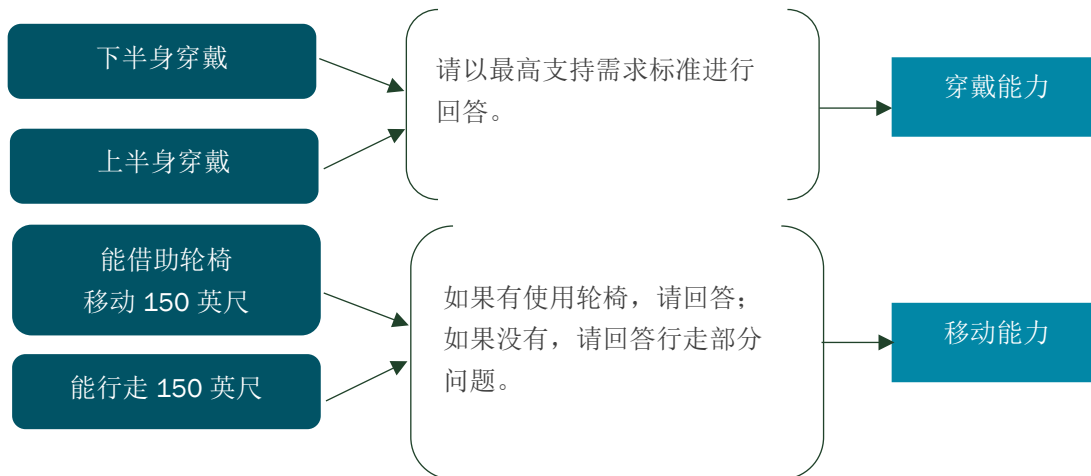 下半身穿戴
上半身穿戴
请以最高支持需求标准进行
回答。
穿戴能力
能借助轮椅
移动 150 英尺
能行走 150 英尺
如果有使用轮椅，请回答；
如果没有，请回答行走部分
问题。
移动能力